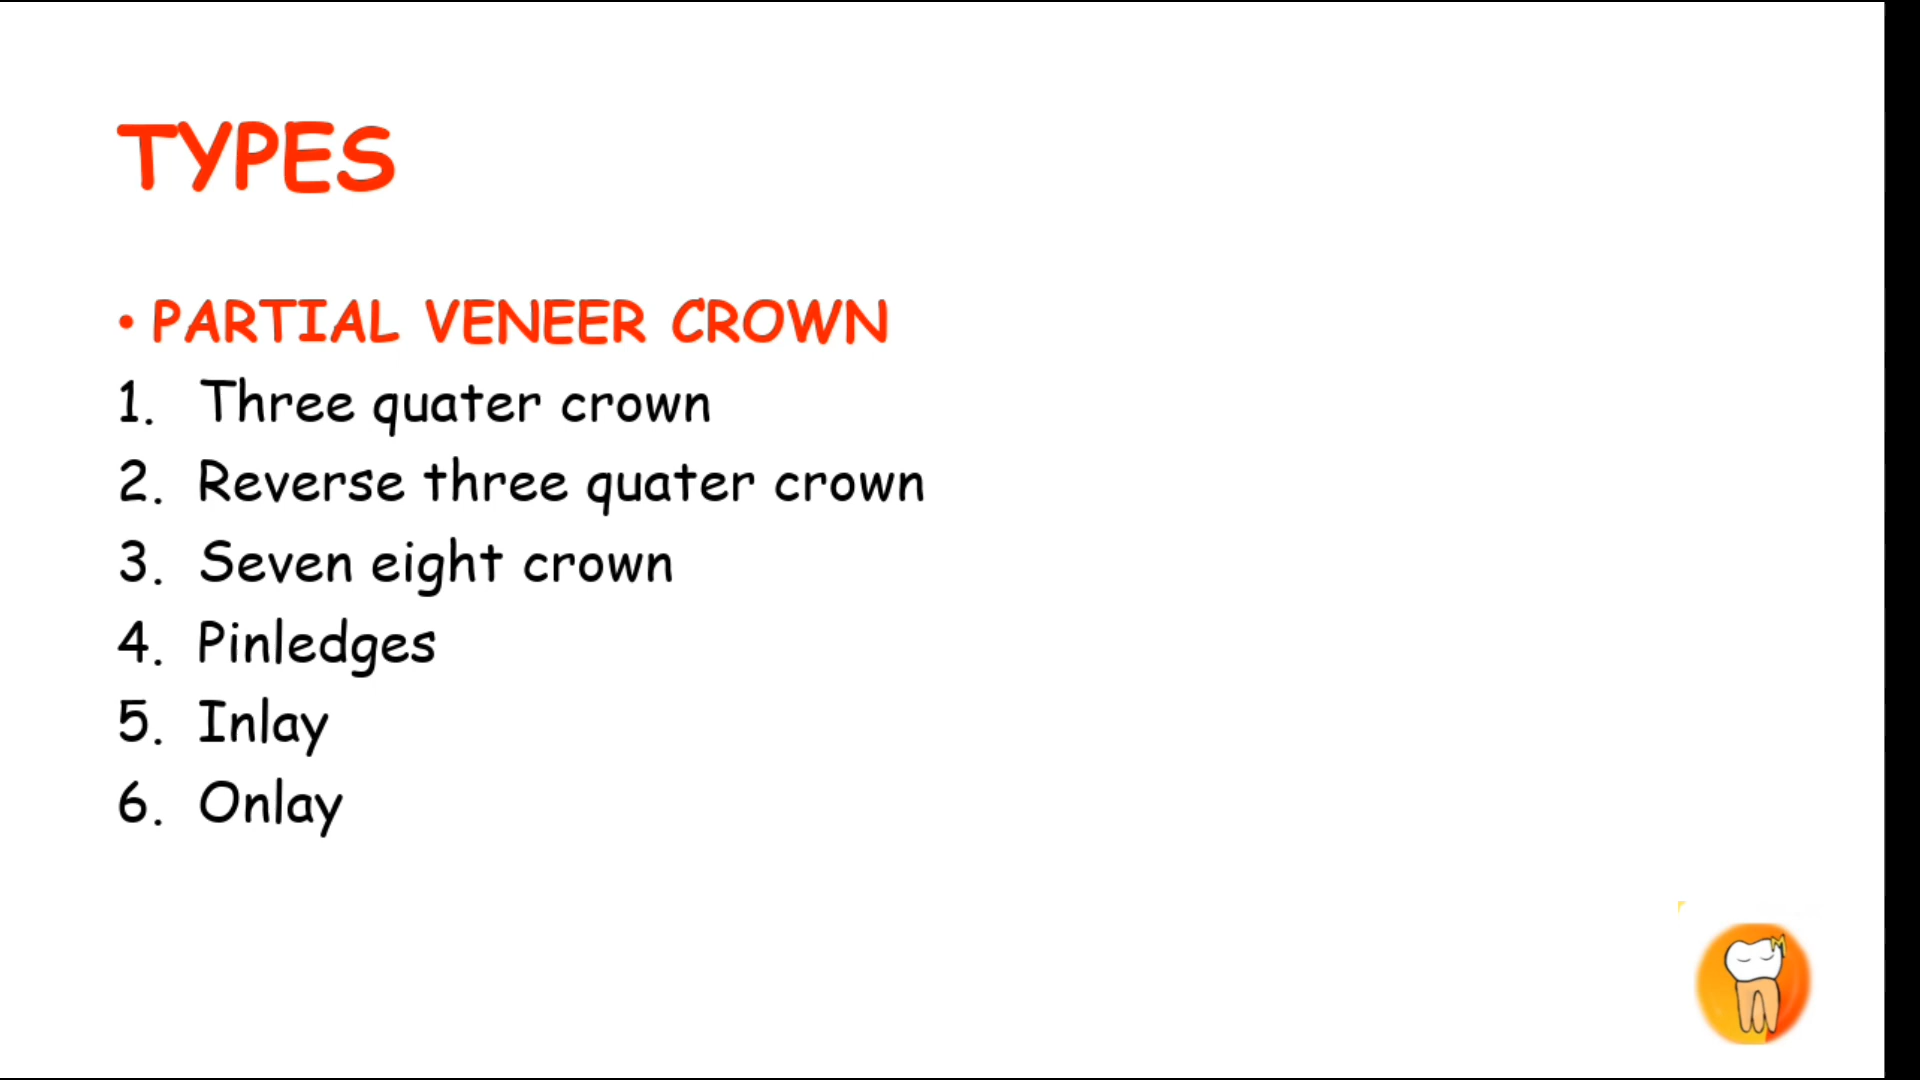 TYPES
• PARTIAL VENEER CROWN
1. Three quater crown
2. Reverse three quater crown
3. Seven eight crown
4. Pinledges
5. Inlay
6. Onlay